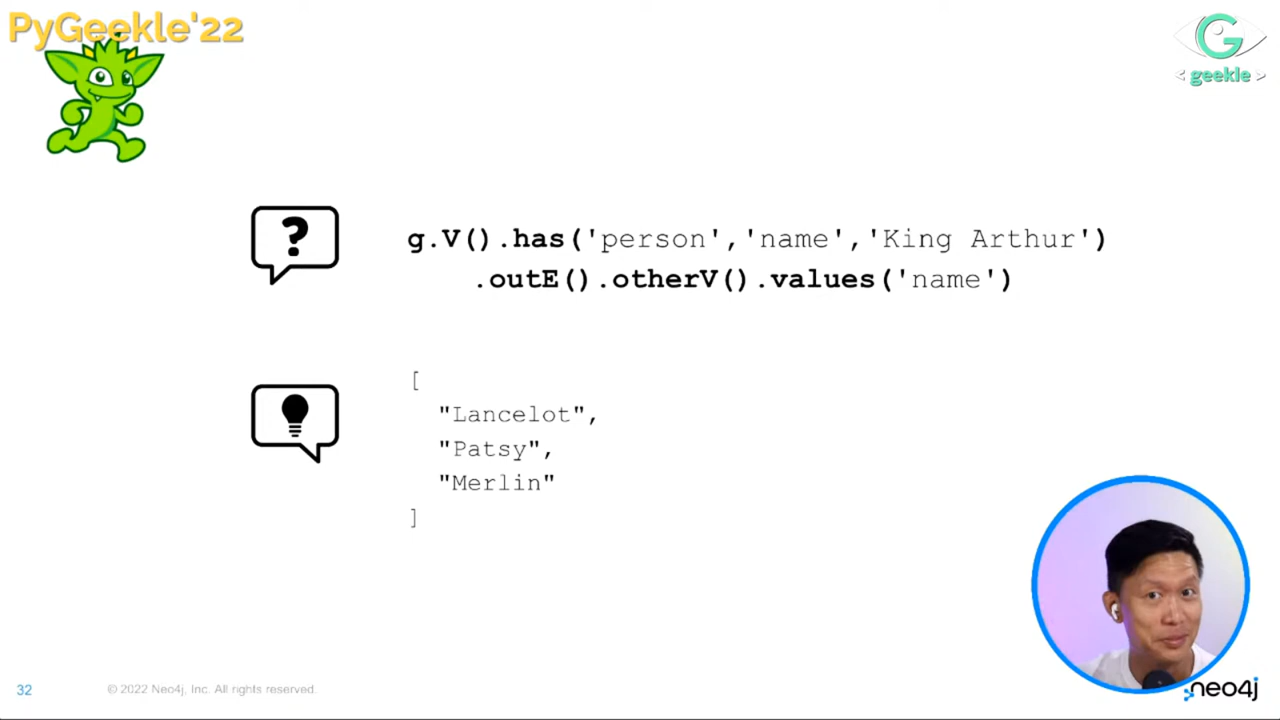 PyGeekle'22
G
< geekle >
?
g.V().has('person','name','King Arthur')
.outE().otherV().values('name')
[
"Lancelot",
"Patsy",
"Merlin"
]
32
© 2022 Neo4j, Inc. All rights reserved.
neo4j